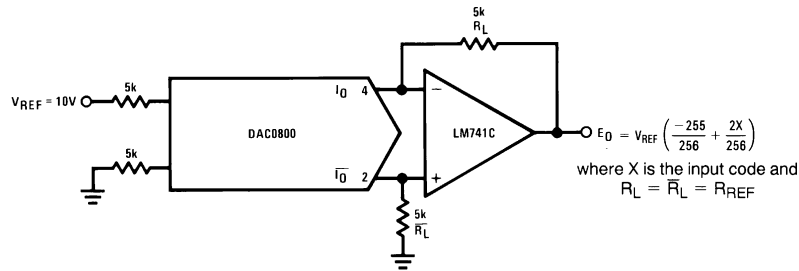 5k
R_L
5k
I_O 4
−
V_REF = 10V
DAC0800
LM741C
E_O = V_REF (−255/256 + 2X/256)
where X is the input code and
R_L = R̅_L = R_REF
5k
I̅_O̅ 2
+
5k
R̅_L̅